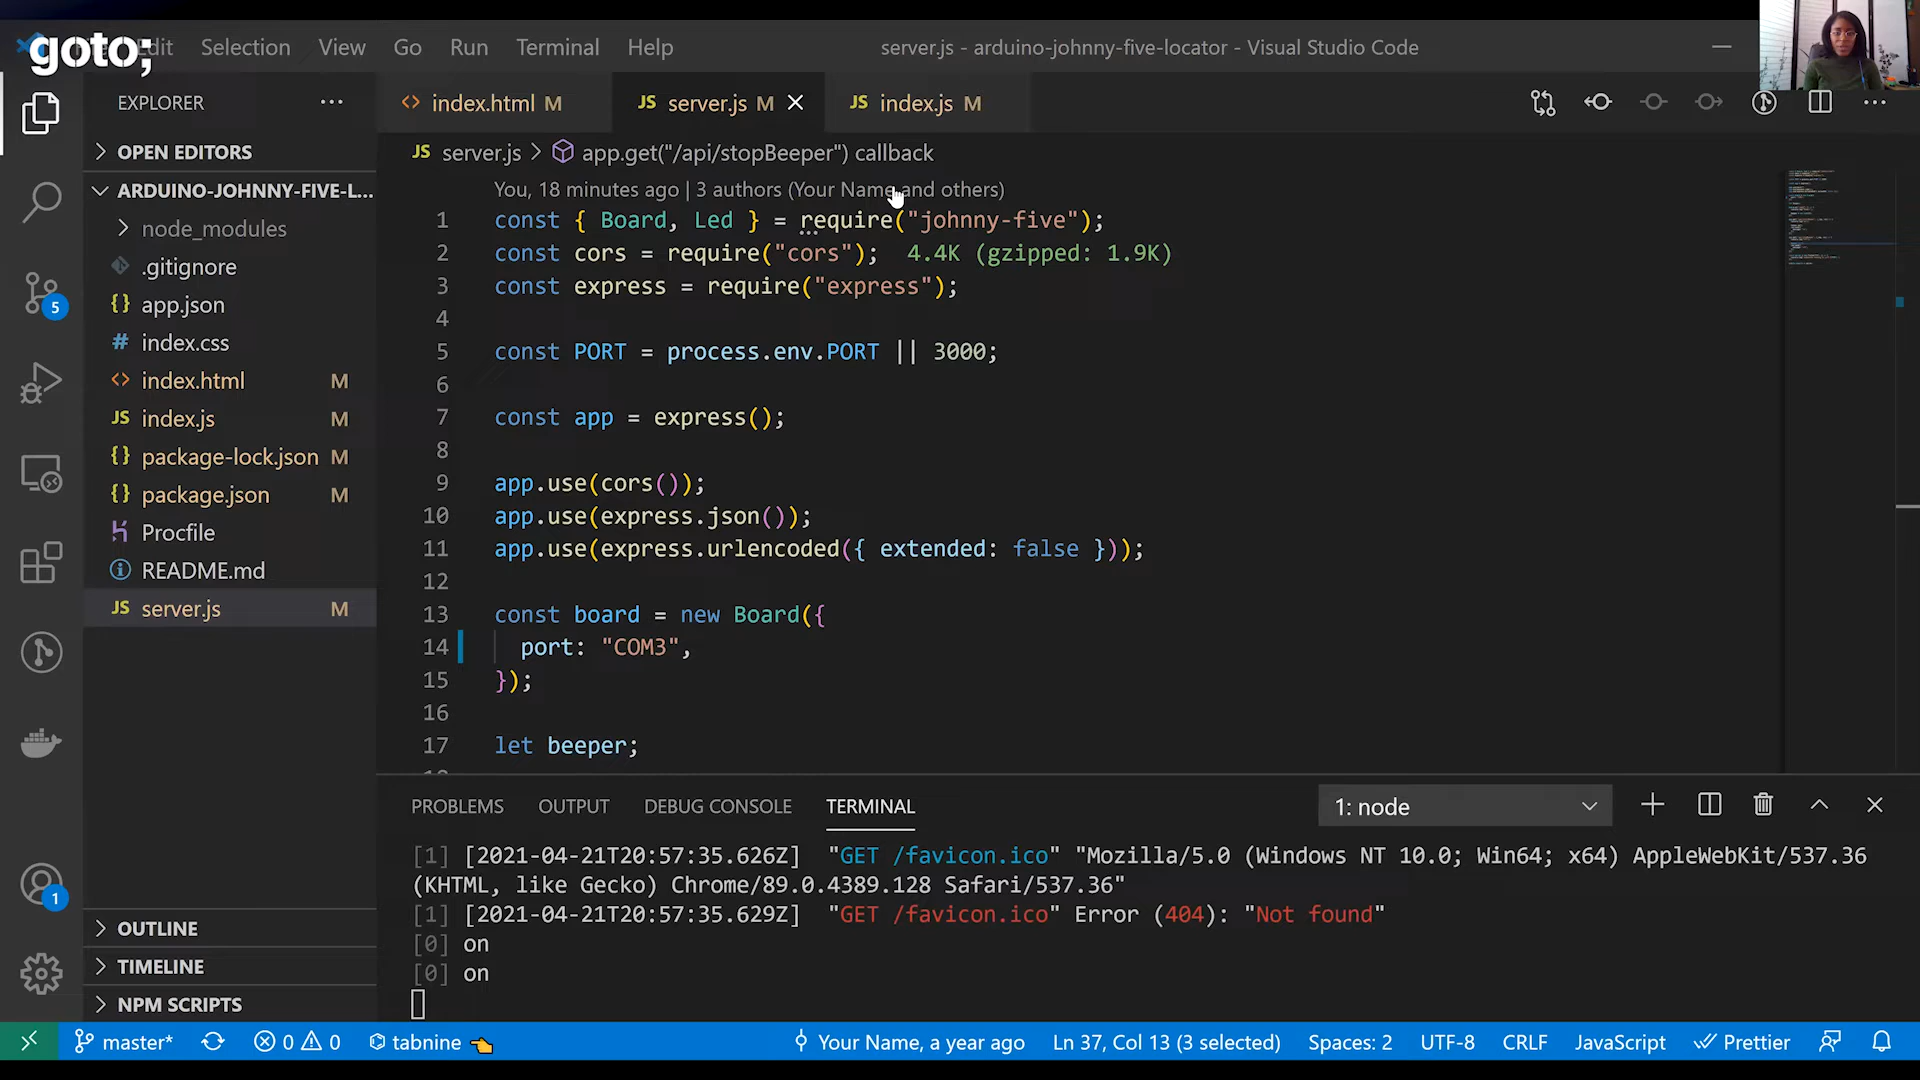 goto;
Edit Selection View Go Run Terminal Help
server.js - arduino-johnny-five-locator - Visual Studio Code
EXPLORER
index.html M
JS server.js M
JS index.js M
OPEN EDITORS
JS server.js > app.get("/api/stopBeeper") callback
ARDUINO-JOHNNY-FIVE-L...
node_modules
.gitignore
{} app.json
# index.css
<> index.html M
JS index.js M
{} package-lock.json M
{} package.json M
Procfile
README.md
JS server.js M
OUTLINE
TIMELINE
NPM SCRIPTS
5
1
You, 18 minutes ago | 3 authors (Your Name and others)
1 const { Board, Led } = require("johnny-five");
2 const cors = require("cors"); 4.4K (gzipped: 1.9K)
3 const express = require("express");
4
5 const PORT = process.env.PORT || 3000;
6
7 const app = express();
8
9 app.use(cors());
10 app.use(express.json());
11 app.use(express.urlencoded({ extended: false }));
12
13 const board = new Board({
14 port: "COM3",
15 });
16
17 let beeper;
PROBLEMS OUTPUT DEBUG CONSOLE TERMINAL
1: node
[1] [2021-04-21T20:57:35.626Z] "GET /favicon.ico" "Mozilla/5.0 (Windows NT 10.0; Win64; x64) AppleWebKit/537.36
(KHTML, like Gecko) Chrome/89.0.4389.128 Safari/537.36"
[1] [2021-04-21T20:57:35.629Z] "GET /favicon.ico" Error (404): "Not found"
[0] on
[0] on
master* 0 0 tabnine
Your Name, a year ago Ln 37, Col 13 (3 selected) Spaces: 2 UTF-8 CRLF JavaScript Prettier